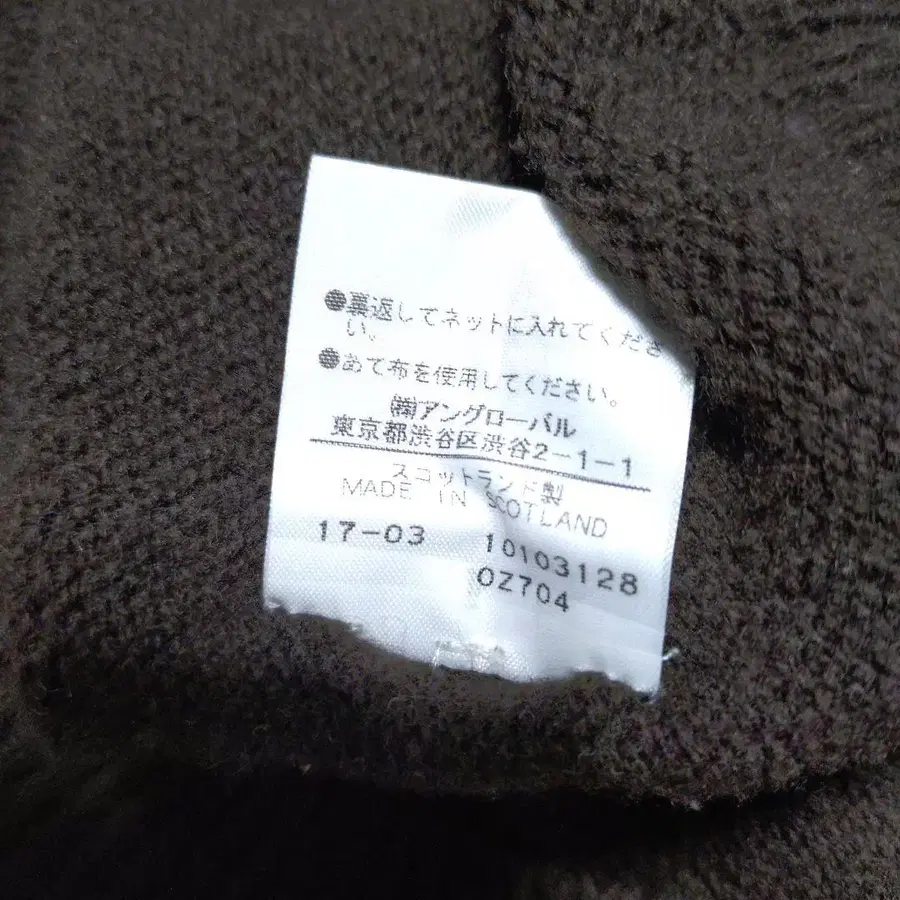 ●裏返してネットに入れてくださ
い。
●あて布を使用してください。
㈱アングローバル
東京都渋谷区渋谷2-1-1
スコットランド製
MADE IN SCOTLAND
17-03 10103128
OZ704